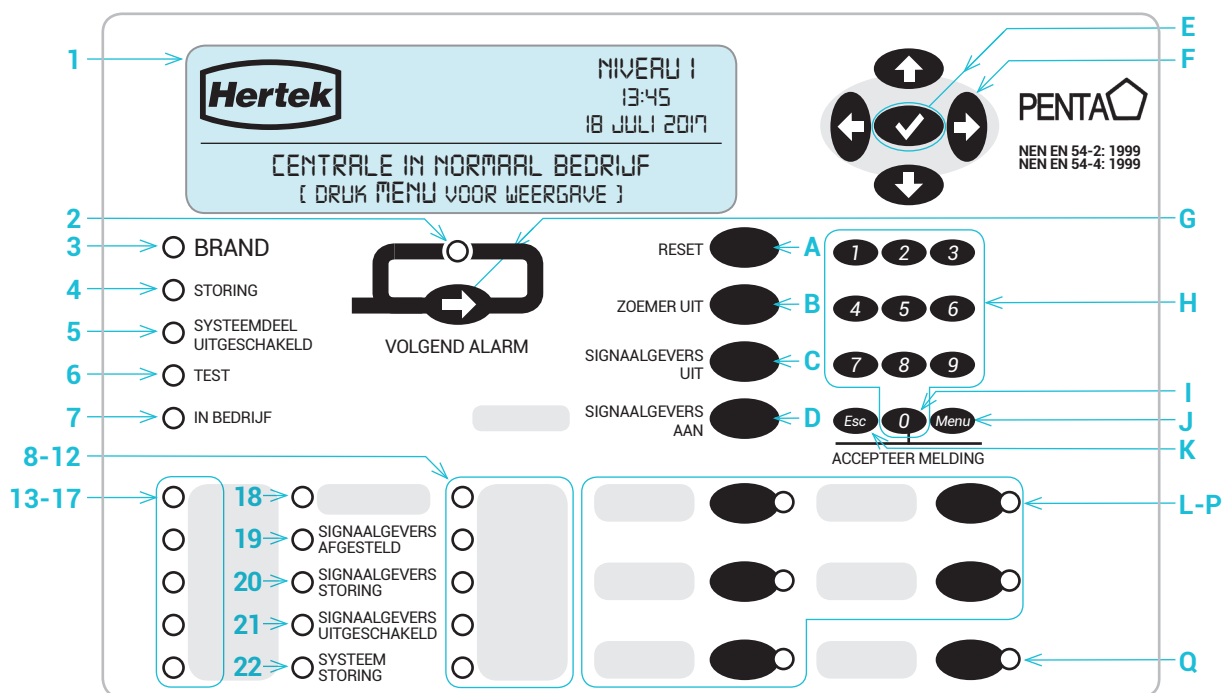 1
Hertek
NIVEAU 1
13:45
18 JULI 2017
CENTRALE IN NORMAAL BEDRIJF
[ DRUK MENU VOOR WEERGAVE ]
E
F
PENTA
NEN EN 54-2: 1999
NEN EN 54-4: 1999
2
G
3
BRAND
4
STORING
5
SYSTEEMDEEL
UITGESCHAKELD
6
TEST
7
IN BEDRIJF
VOLGEND ALARM
RESET
A
ZOEMER UIT
B
SIGNAALGEVERS
UIT
C
SIGNAALGEVERS
AAN
D
1 2 3
4 5 6
7 8 9
Esc 0 Menu
ACCEPTEER MELDING
H
I
J
K
8-12
13-17
18
19
SIGNAALGEVERS
AFGESTELD
20
SIGNAALGEVERS
STORING
21
SIGNAALGEVERS
UITGESCHAKELD
22
SYSTEEM
STORING
L-P
Q